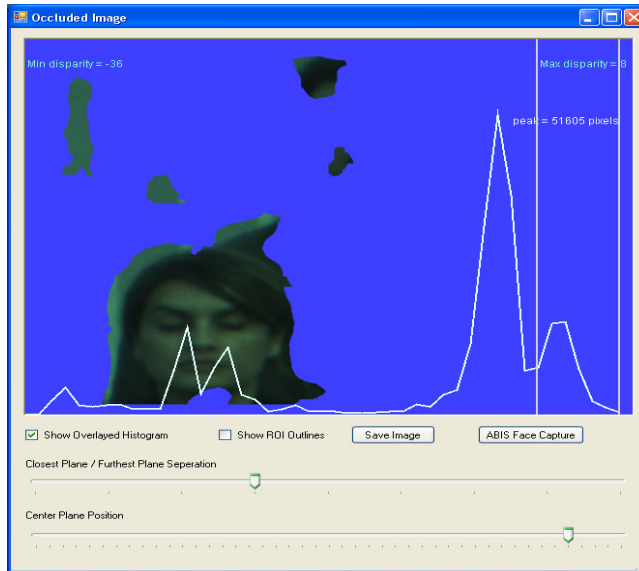 Occluded Image
Min disparity = -36
Max disparity = 8
peak = 51605 pixels
Show Overlayed Histogram
Show ROI Outlines
Save Image
ABIS Face Capture
Closest Plane / Furthest Plane Seperation
Center Plane Position